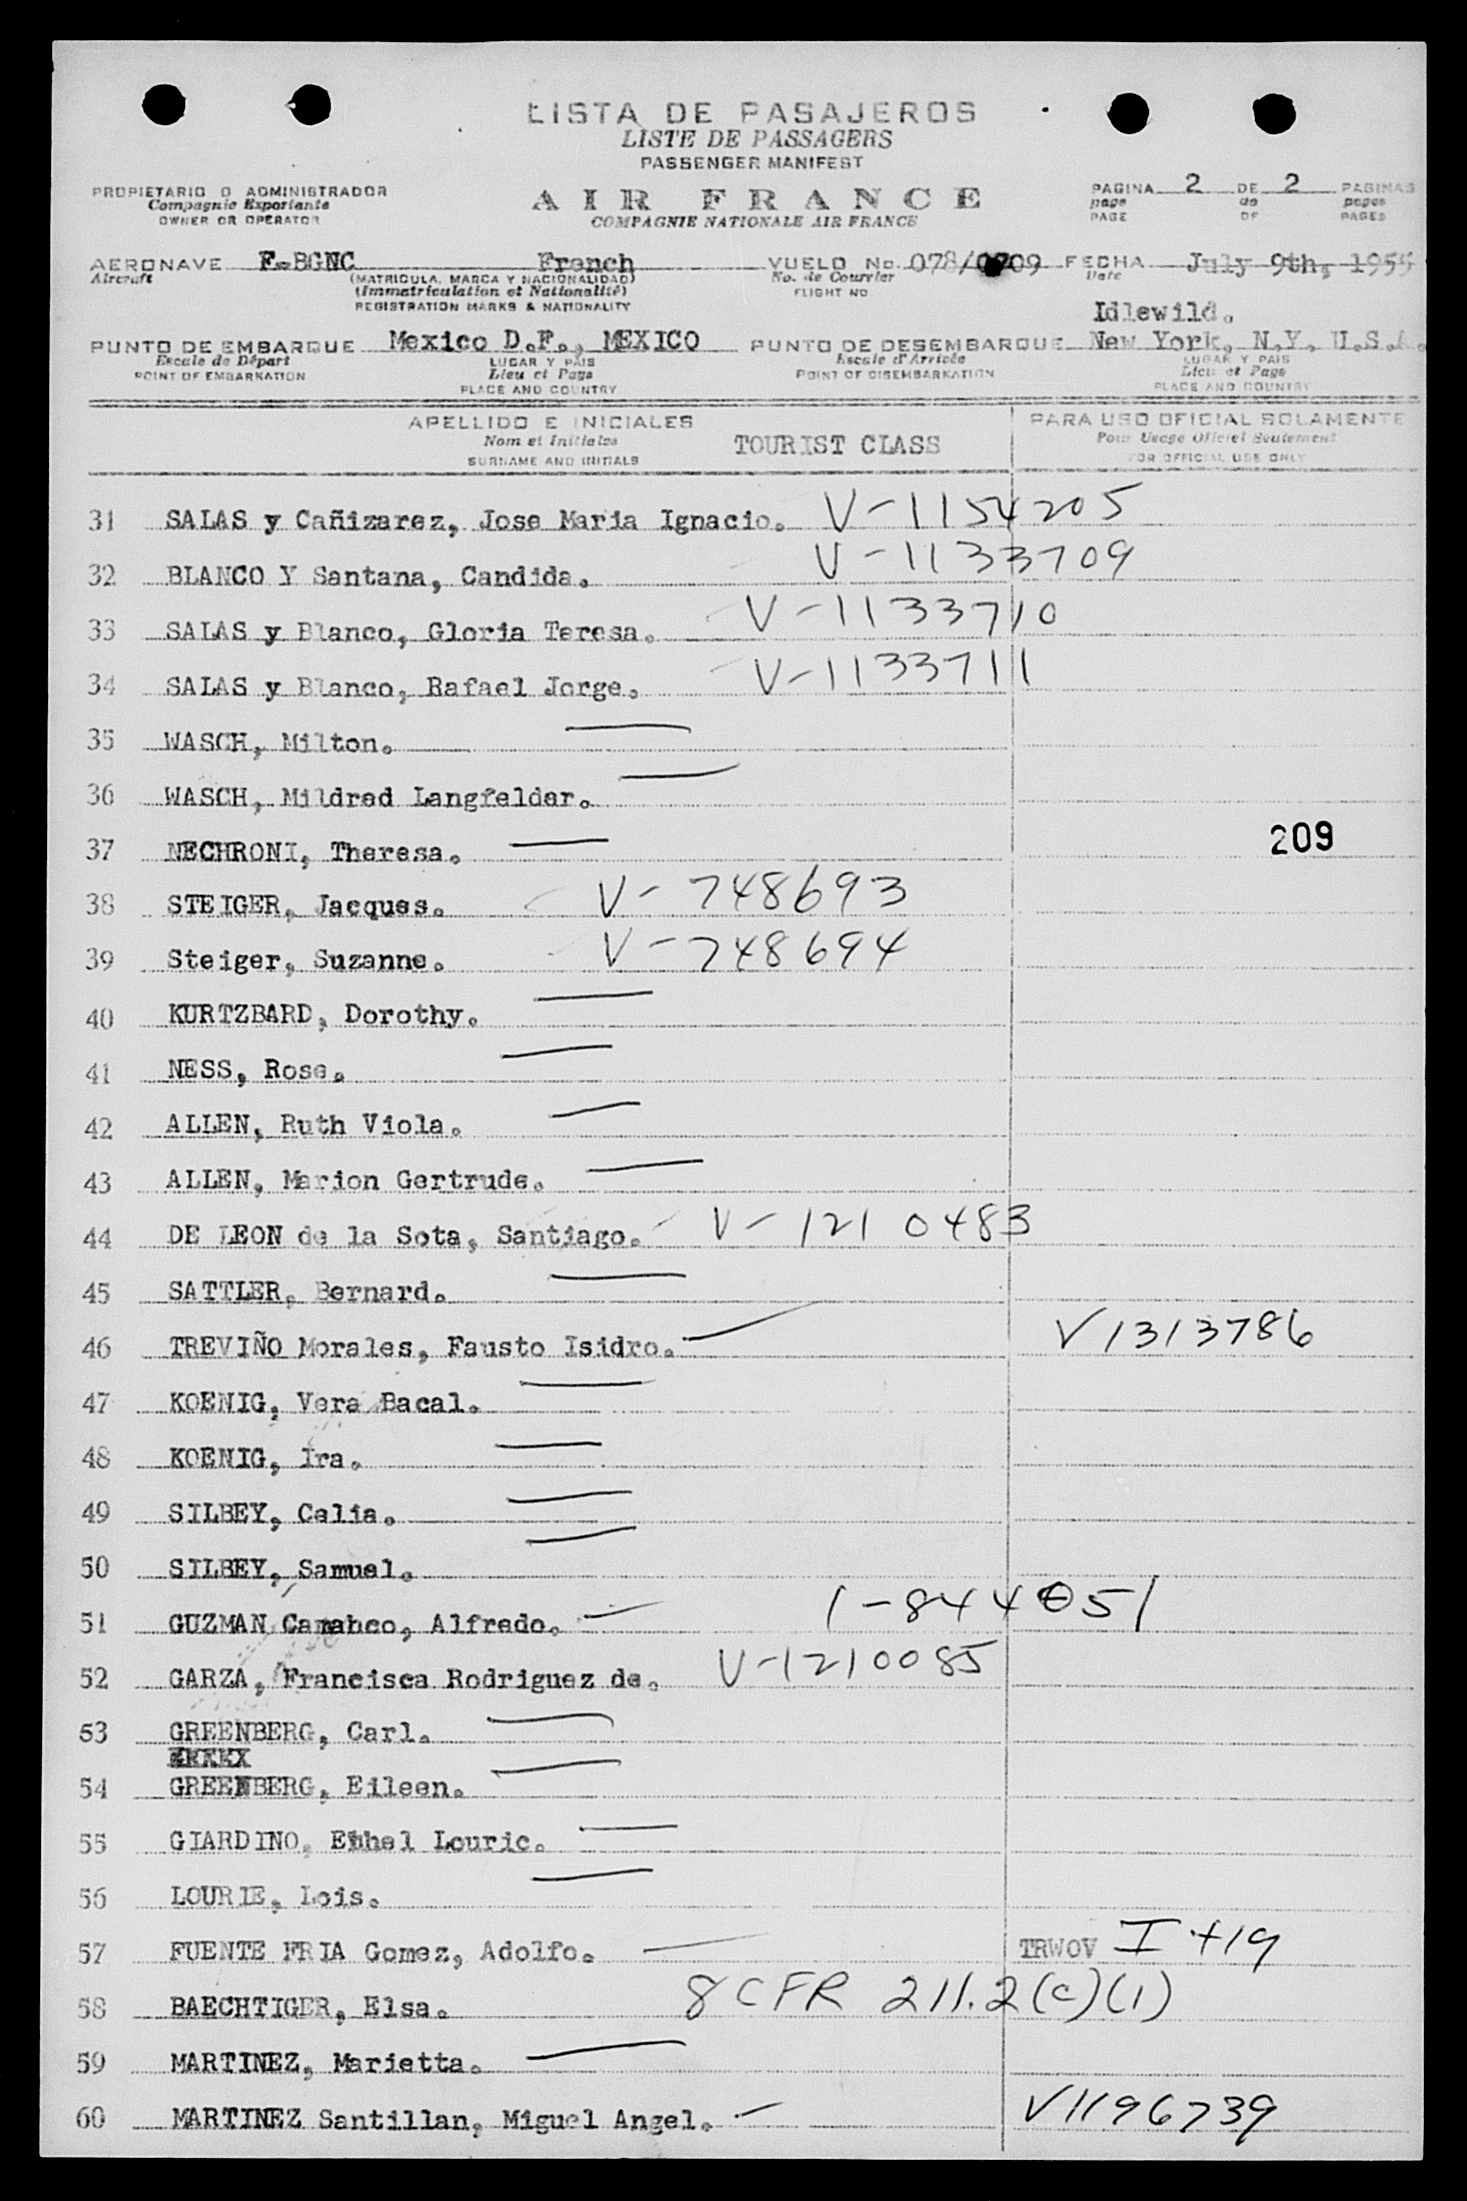 LISTA DE PASAJEROS
LISTE DE PASSAGERS
PASSENGER MANIFEST
PROPIETARIO O ADMINISTRADOR
Compagnie Exportante
OWNER OR OPERATOR
AIR FRANCE
COMPAGNIE NATIONALE AIR FRANCE
PAGINA 2 DE 2 PAGINAS
page de pages
PAGE OF PAGES
AERONAVE F-BGNC French VUELO No. 078/0709 FECHA July 9th, 1955
Aircraft (MATRICULA, MARCA Y NACIONALIDAD) No. de Courrier Date
(Immatriculation et Nationalité) FLIGHT NO
REGISTRATION MARKS & NATIONALITY
Idlewild.
PUNTO DE EMBARQUE Mexico D.F., MEXICO PUNTO DE DESEMBARQUE New York, N.Y. U.S.A.
Escale de Départ LUGAR Y PAIS Escale d'Arrivée LUGAR Y PAIS
POINT OF EMBARKATION Lieu et Pays POINT OF DISEMBARKATION Lieu et Pays
PLACE AND COUNTRY PLACE AND COUNTRY
APELLIDO E INICIALES PARA USO OFICIAL SOLAMENTE
Nom et Initiales TOURIST CLASS Pour Usage Officiel Seulement
SURNAME AND INITIALS FOR OFFICIAL USE ONLY
31 SALAS y Cañizarez, Jose Maria Ignacio. V-1154205
32 BLANCO Y Santana, Candida. V-1133709
33 SALAS y Blanco, Gloria Teresa. V-1133710
34 SALAS y Blanco, Rafael Jorge. V-1133711
35 WASCH, Milton.
36 WASCH, Mildred Langfelder.
37 NECHRONI, Theresa. 209
38 STEIGER, Jacques. V-748693
39 Steiger, Suzanne. V-748694
40 KURTZBARD, Dorothy.
41 NESS, Rose.
42 ALLEN, Ruth Viola.
43 ALLEN, Marion Gertrude.
44 DE LEON de la Sota, Santiago. V-1210483
45 SATTLER, Bernard.
46 TREVIÑO Morales, Fausto Isidro. V1313786
47 KOENIG, Vera Bacal.
48 KOENIG, Ira.
49 SILBEY, Celia.
50 SILBEY, Samuel.
51 GUZMAN Alfredo. 1-844051
52 GARZA, Francisca Rodriguez de. V-1210085
53 GREENBERG, Carl.
54 GREENBERG, Eileen.
55 GIARDINO, Ethel Louric.
56 LOURIE, Lois.
57 FUENTE FRIA Gomez, Adolfo. TRWOV I 419
58 BAECHTIGER, Elsa. 8 CFR 211.2(c)(1)
59 MARTINEZ, Marietta.
60 MARTINEZ Santillan, Miguel Angel. V1196739